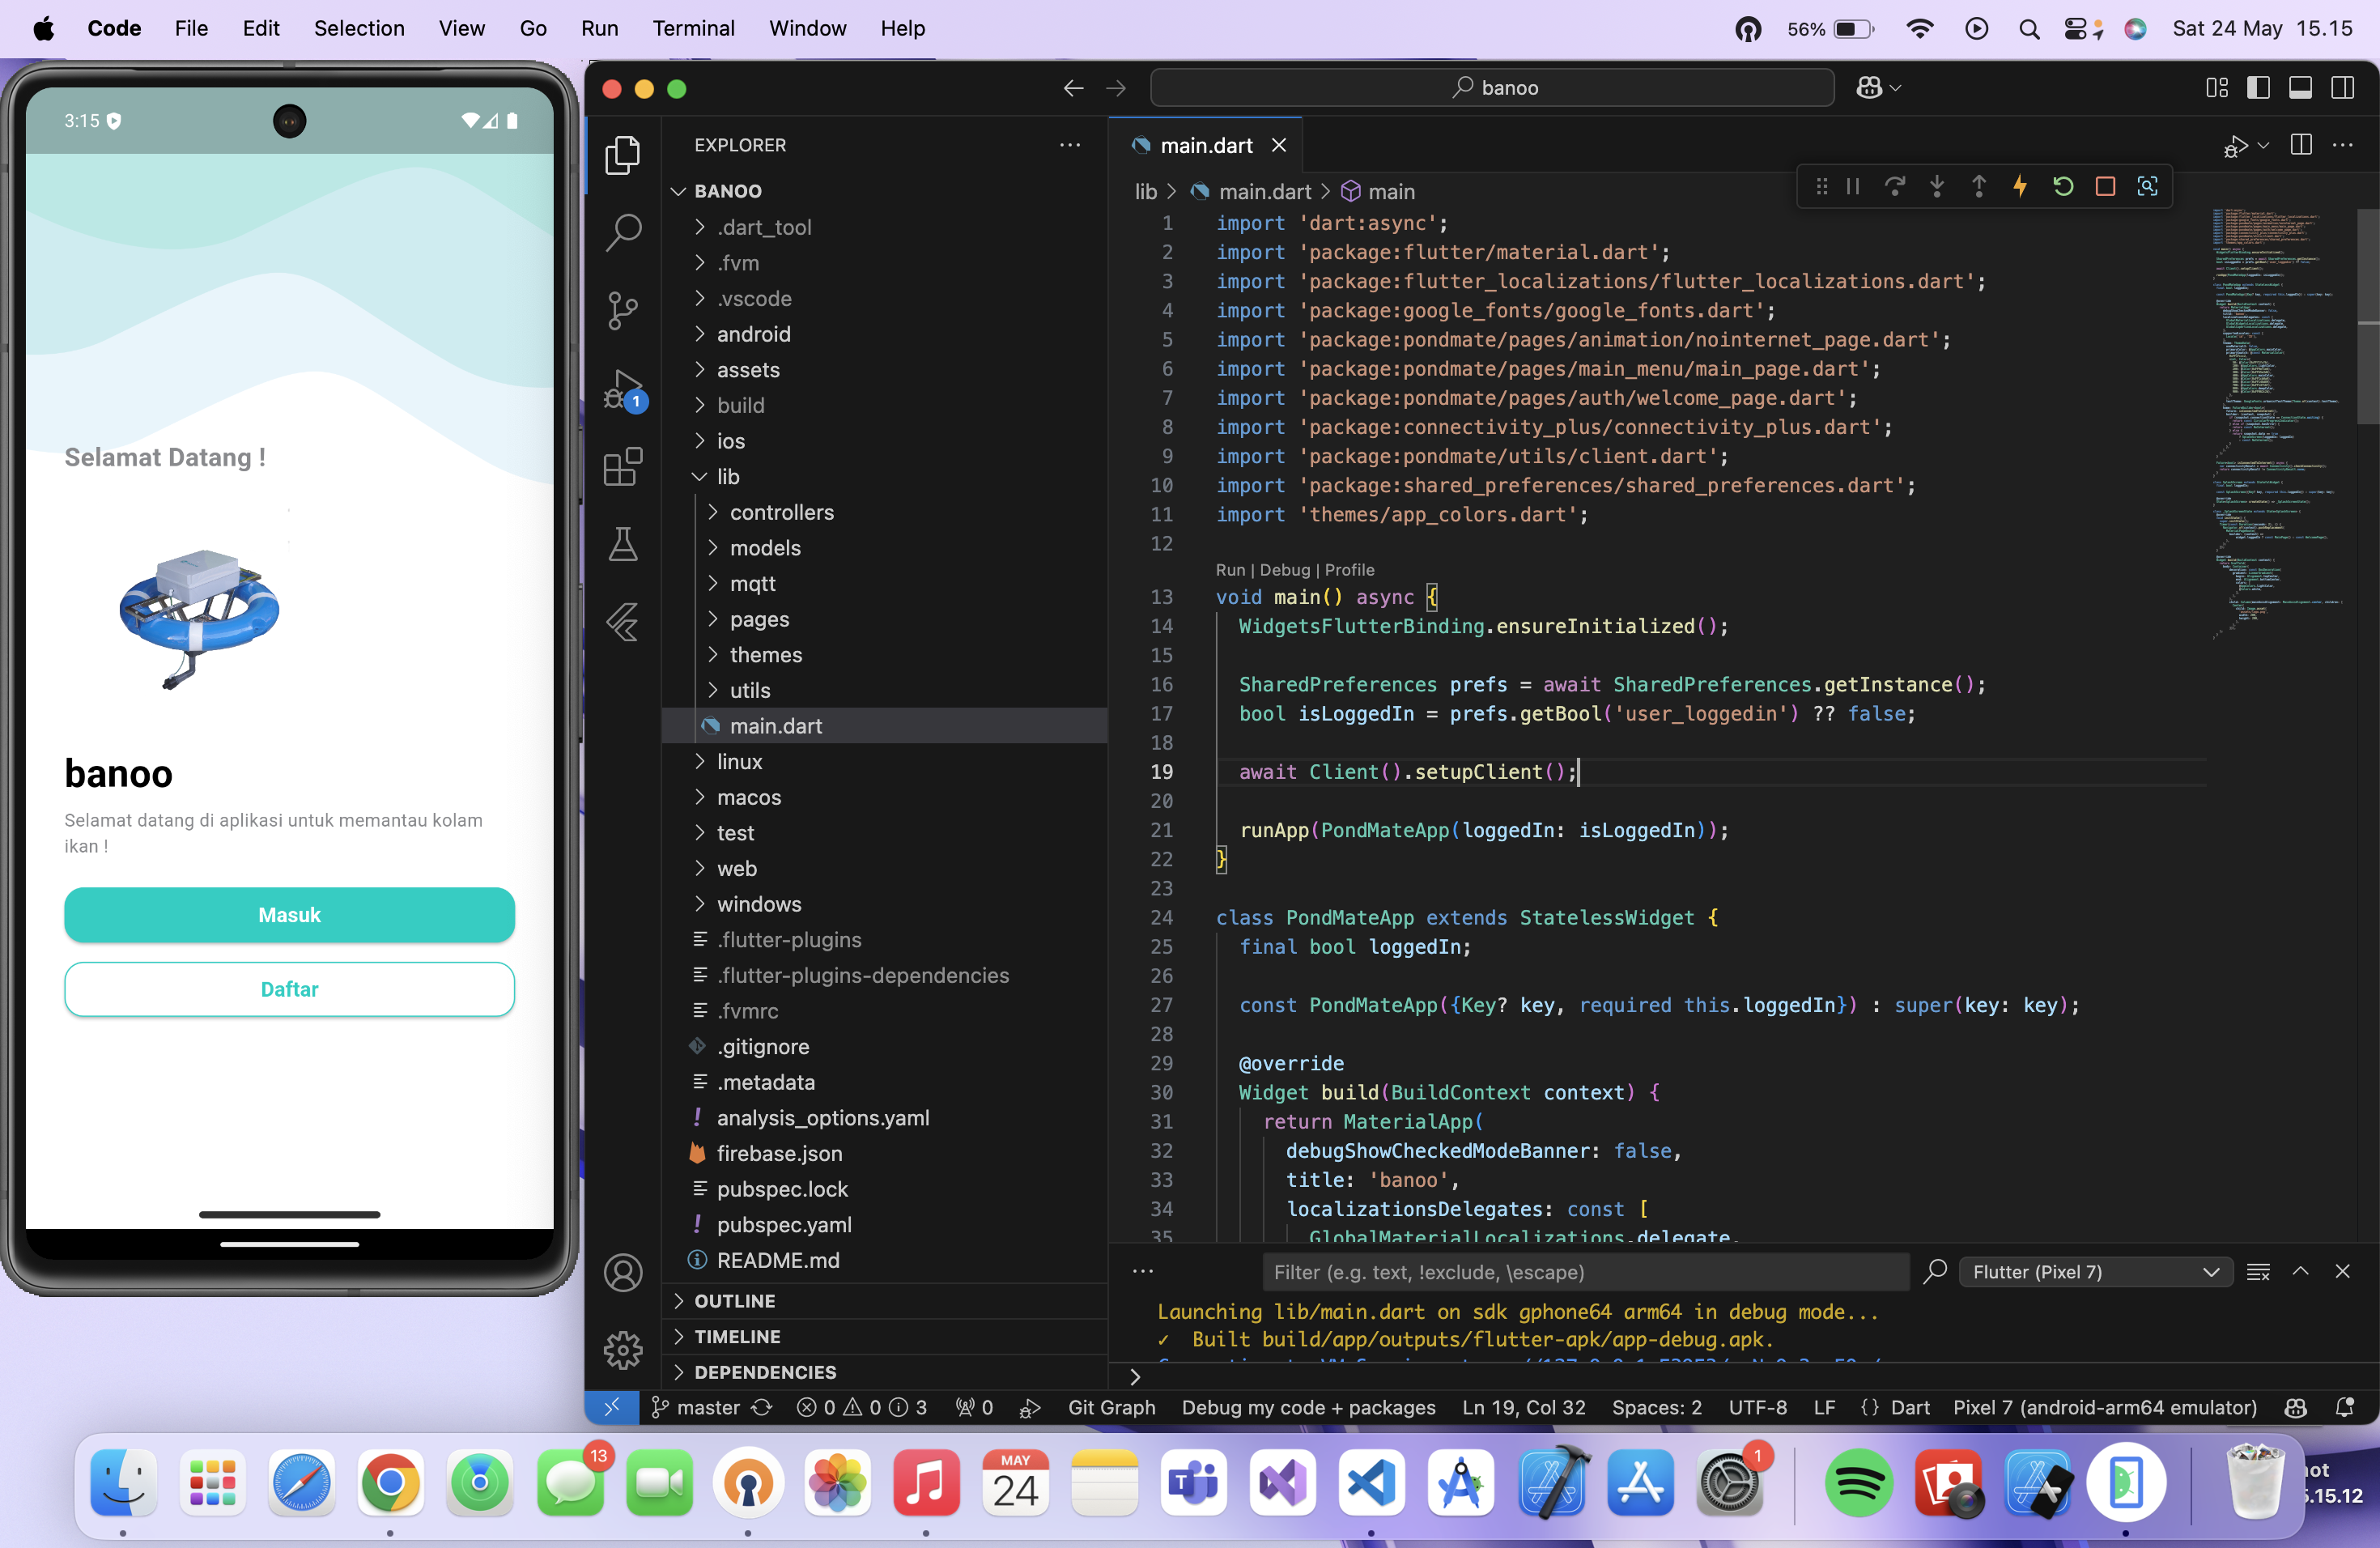 Code File Edit Selection View Go Run Terminal Window Help
56% Sat 24 May 15.15
3:15
Selamat Datang !
banoo
Selamat datang di aplikasi untuk memantau kolam
ikan !
Masuk
Daftar
banoo
EXPLORER
BANOO
.dart_tool
.fvm
.vscode
android
assets
build
ios
lib
controllers
models
mqtt
pages
themes
utils
main.dart
linux
macos
test
web
windows
.flutter-plugins
.flutter-plugins-dependencies
.fvmrc
.gitignore
.metadata
! analysis_options.yaml
firebase.json
pubspec.lock
! pubspec.yaml
README.md
OUTLINE
TIMELINE
DEPENDENCIES
1
main.dart
lib > main.dart > main
1 import 'dart:async';
2 import 'package:flutter/material.dart';
3 import 'package:flutter_localizations/flutter_localizations.dart';
4 import 'package:google_fonts/google_fonts.dart';
5 import 'package:pondmate/pages/animation/nointernet_page.dart';
6 import 'package:pondmate/pages/main_menu/main_page.dart';
7 import 'package:pondmate/pages/auth/welcome_page.dart';
8 import 'package:connectivity_plus/connectivity_plus.dart';
9 import 'package:pondmate/utils/client.dart';
10 import 'package:shared_preferences/shared_preferences.dart';
11 import 'themes/app_colors.dart';
12
Run | Debug | Profile
13 void main() async {
14 WidgetsFlutterBinding.ensureInitialized();
15
16 SharedPreferences prefs = await SharedPreferences.getInstance();
17 bool isLoggedIn = prefs.getBool('user_loggedin') ?? false;
18
19 await Client().setupClient();
20
21 runApp(PondMateApp(loggedIn: isLoggedIn));
22 }
23
24 class PondMateApp extends StatelessWidget {
25 final bool loggedIn;
26
27 const PondMateApp({Key? key, required this.loggedIn}) : super(key: key);
28
29 @override
30 Widget build(BuildContext context) {
31 return MaterialApp(
32 debugShowCheckedModeBanner: false,
33 title: 'banoo',
34 localizationsDelegates: const [
35 GlobalMaterialLocalizations.delegate,
Filter (e.g. text, !exclude, \escape)
Flutter (Pixel 7)
Launching lib/main.dart on sdk gphone64 arm64 in debug mode...
✓ Built build/app/outputs/flutter-apk/app-debug.apk.
master 0 0 3 0 Git Graph Debug my code + packages Ln 19, Col 32 Spaces: 2 UTF-8 LF {} Dart Pixel 7 (android-arm64 emulator)
13
MAY
24
1
5.15.12